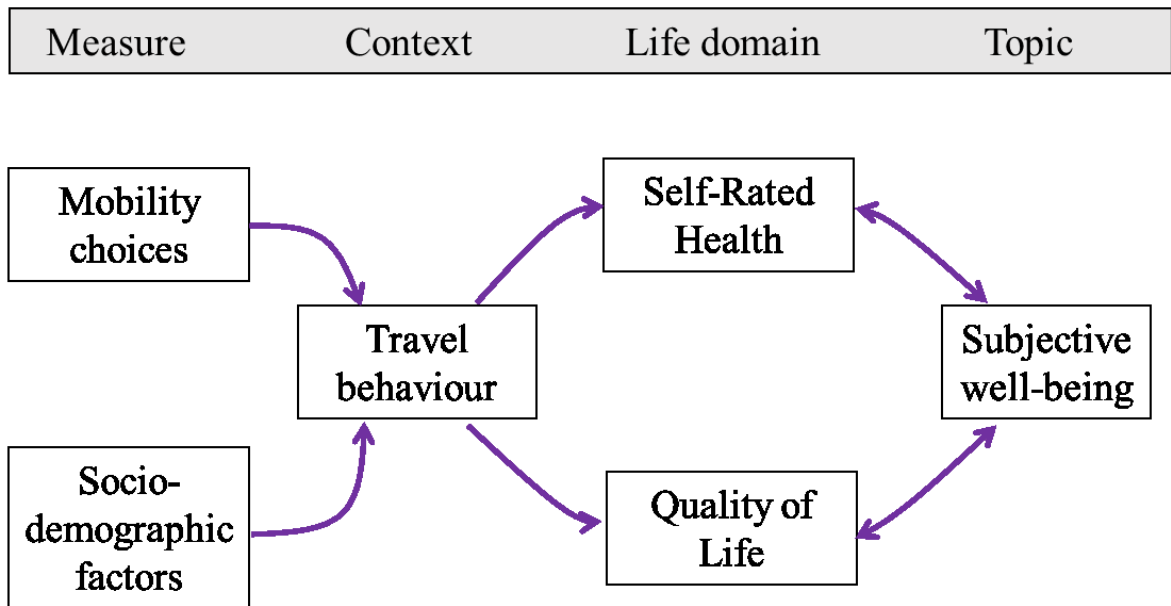 Measure Context Life domain Topic
Mobility
choices
Self-Rated
Health
Travel
behaviour
Subjective
well-being
Socio-
demographic
factors
Quality of
Life